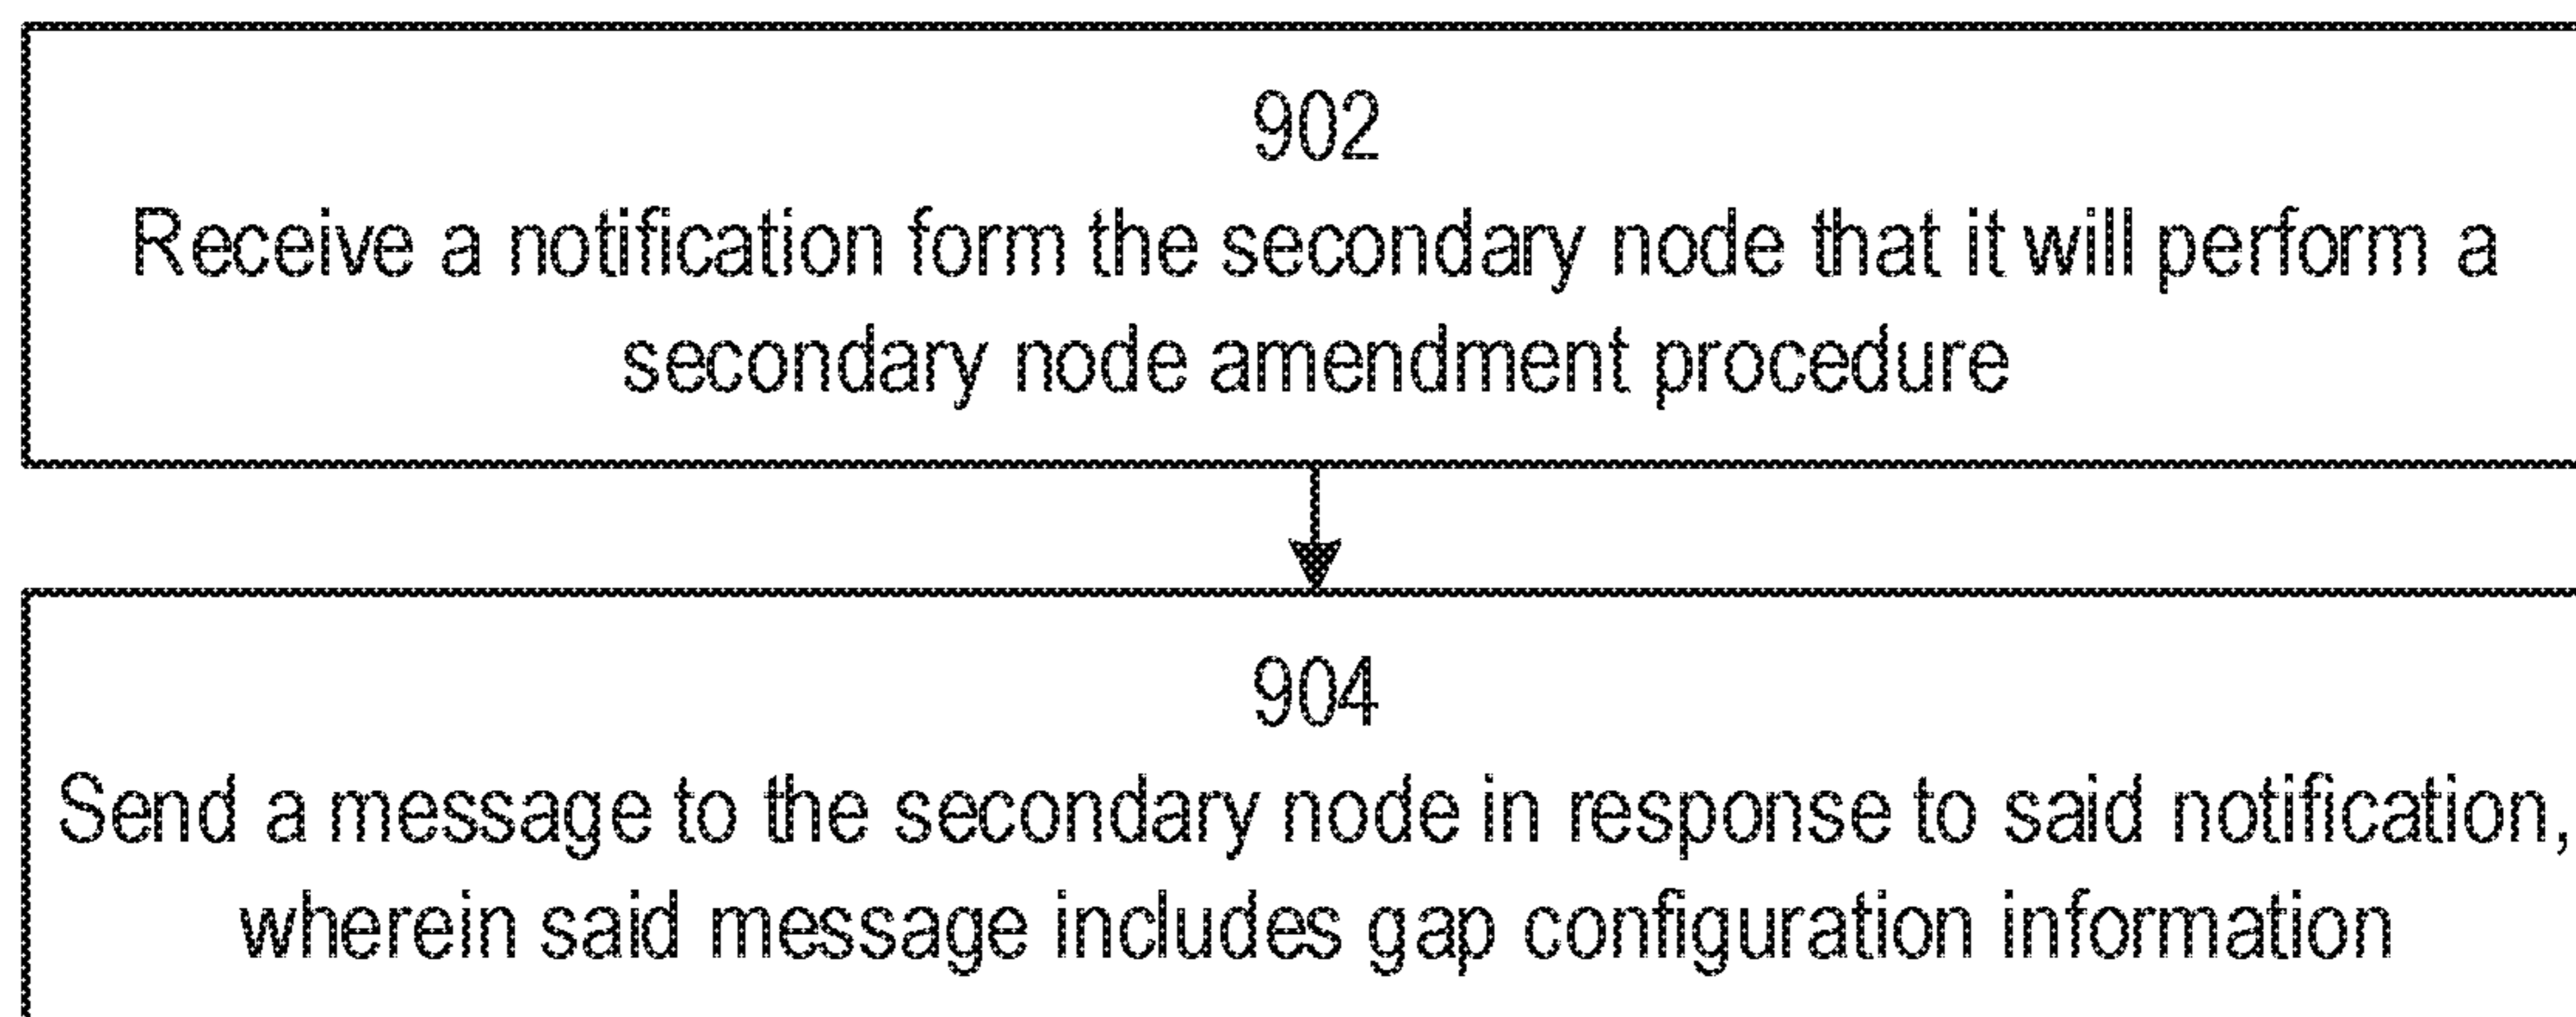 902
Receive a notification form the secondary node that it will perform a
secondary node amendment procedure
904
Send a message to the secondary node in response to said notification,
wherein said message includes gap configuration information